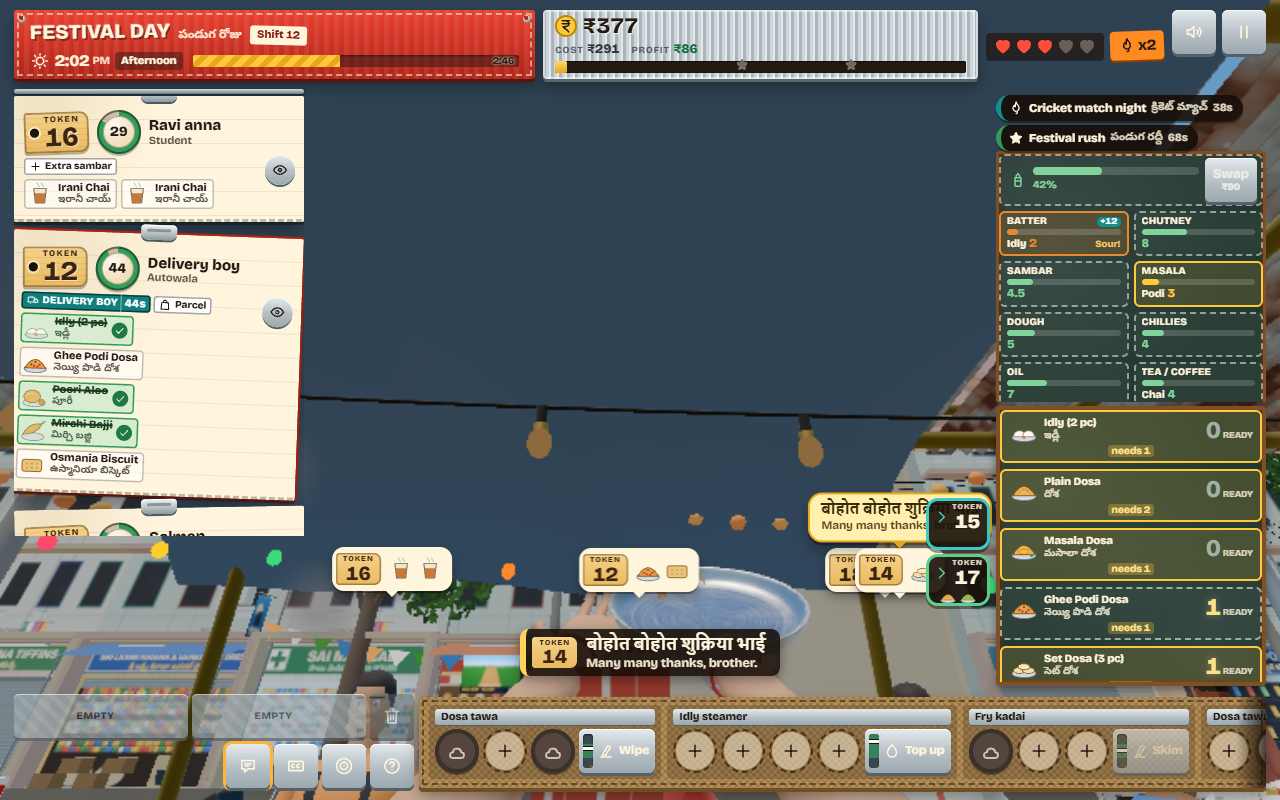 FESTIVAL DAY పండుగ రోజు Shift 12
2:02 PM Afternoon 2:46
₹377
COST ₹291 PROFIT ₹86
x2
Cricket match night క్రికెట్ మ్యాచ్ 38s
Festival rush పండుగ రద్దీ 68s
TOKEN
16
29
Ravi anna
Student
+ Extra sambar
Irani Chai
ఇరానీ చాయ్
Irani Chai
ఇరానీ చాయ్
TOKEN
12
44
Delivery boy
Autowala
DELIVERY BOY 44s Parcel
Idly (2 pc)
ఇడ్లీ
Ghee Podi Dosa
నెయ్యి పొడి దోశ
Poori Aloo
పూరీ
Mirchi Bajji
మిర్చి బజ్జి
Osmania Biscuit
ఉస్మానియా బిస్కెట్
TOKEN
42%
Swap
₹90
BATTER +12
Idly 2 Sour!
CHUTNEY
8
SAMBAR
4.5
MASALA
Podi 3
DOUGH
5
CHILLIES
4
OIL
7
TEA / COFFEE
Chai 4
Idly (2 pc)
ఇడ్లీ
0 READY
needs 1
Plain Dosa
దోశ
0 READY
needs 2
Masala Dosa
మసాలా దోశ
0 READY
needs 1
Ghee Podi Dosa
నెయ్యి పొడి దోశ
1 READY
needs 1
Set Dosa (3 pc)
సెట్ దోశ
1 READY
बोहोत बोहोत
Many many thanks
TOKEN
15
TOKEN
17
TOKEN
16
TOKEN
12
TOKEN
14
TOKEN
14
बोहोत बोहोत शुक्रिया भाई
Many many thanks, brother.
EMPTY
EMPTY
Dosa tawa
Wipe
Idly steamer
Top up
Fry kadai
Skim